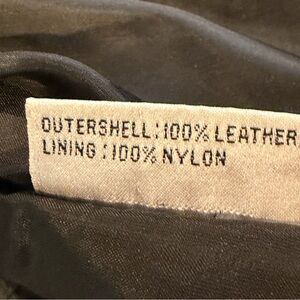 OUTERSHELL:100% LEATHER
LINING:100% NYLON